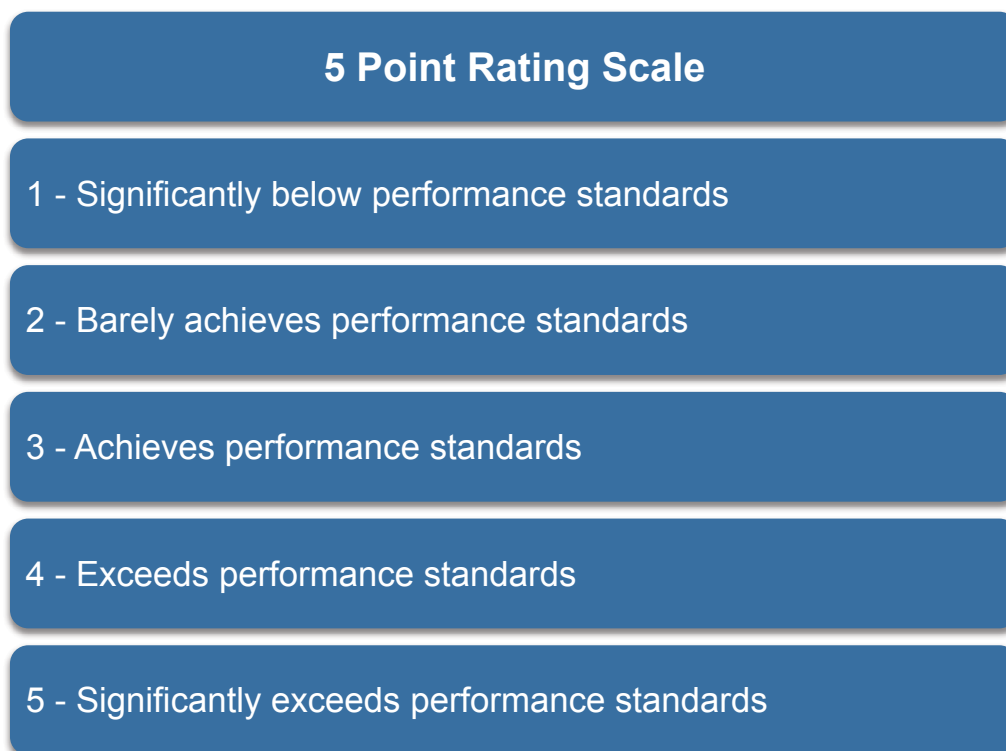 5 Point Rating Scale
1 - Significantly below performance standards
2 - Barely achieves performance standards
3 - Achieves performance standards
4 - Exceeds performance standards
5 - Significantly exceeds performance standards